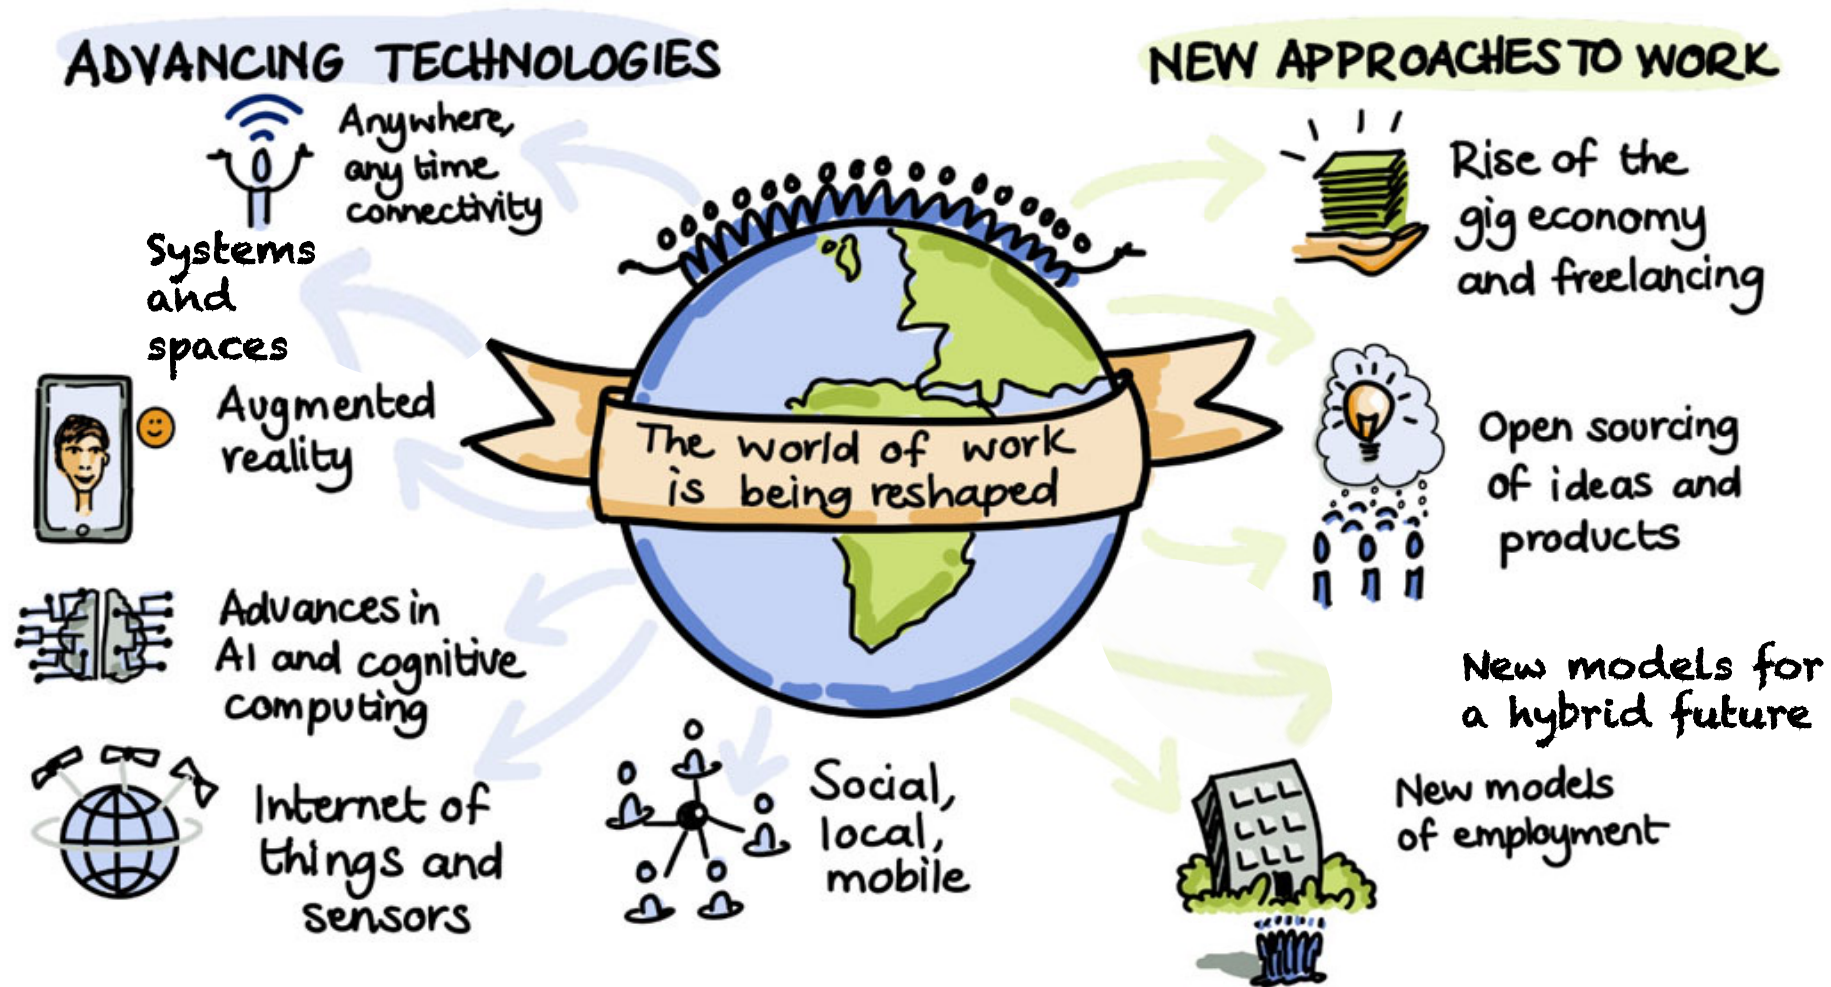 ADVANCING TECHNOLOGIES
Anywhere,
any time
connectivity
Systems
and
spaces
Augmented
reality
Advances in
AI and cognitive
computing
Internet of
things and
sensors
Social,
local,
mobile
The world of work
is being reshaped
NEW APPROACHES TO WORK
Rise of the
gig economy
and freelancing
Open sourcing
of ideas and
products
New models for
a hybrid future
New models
of employment